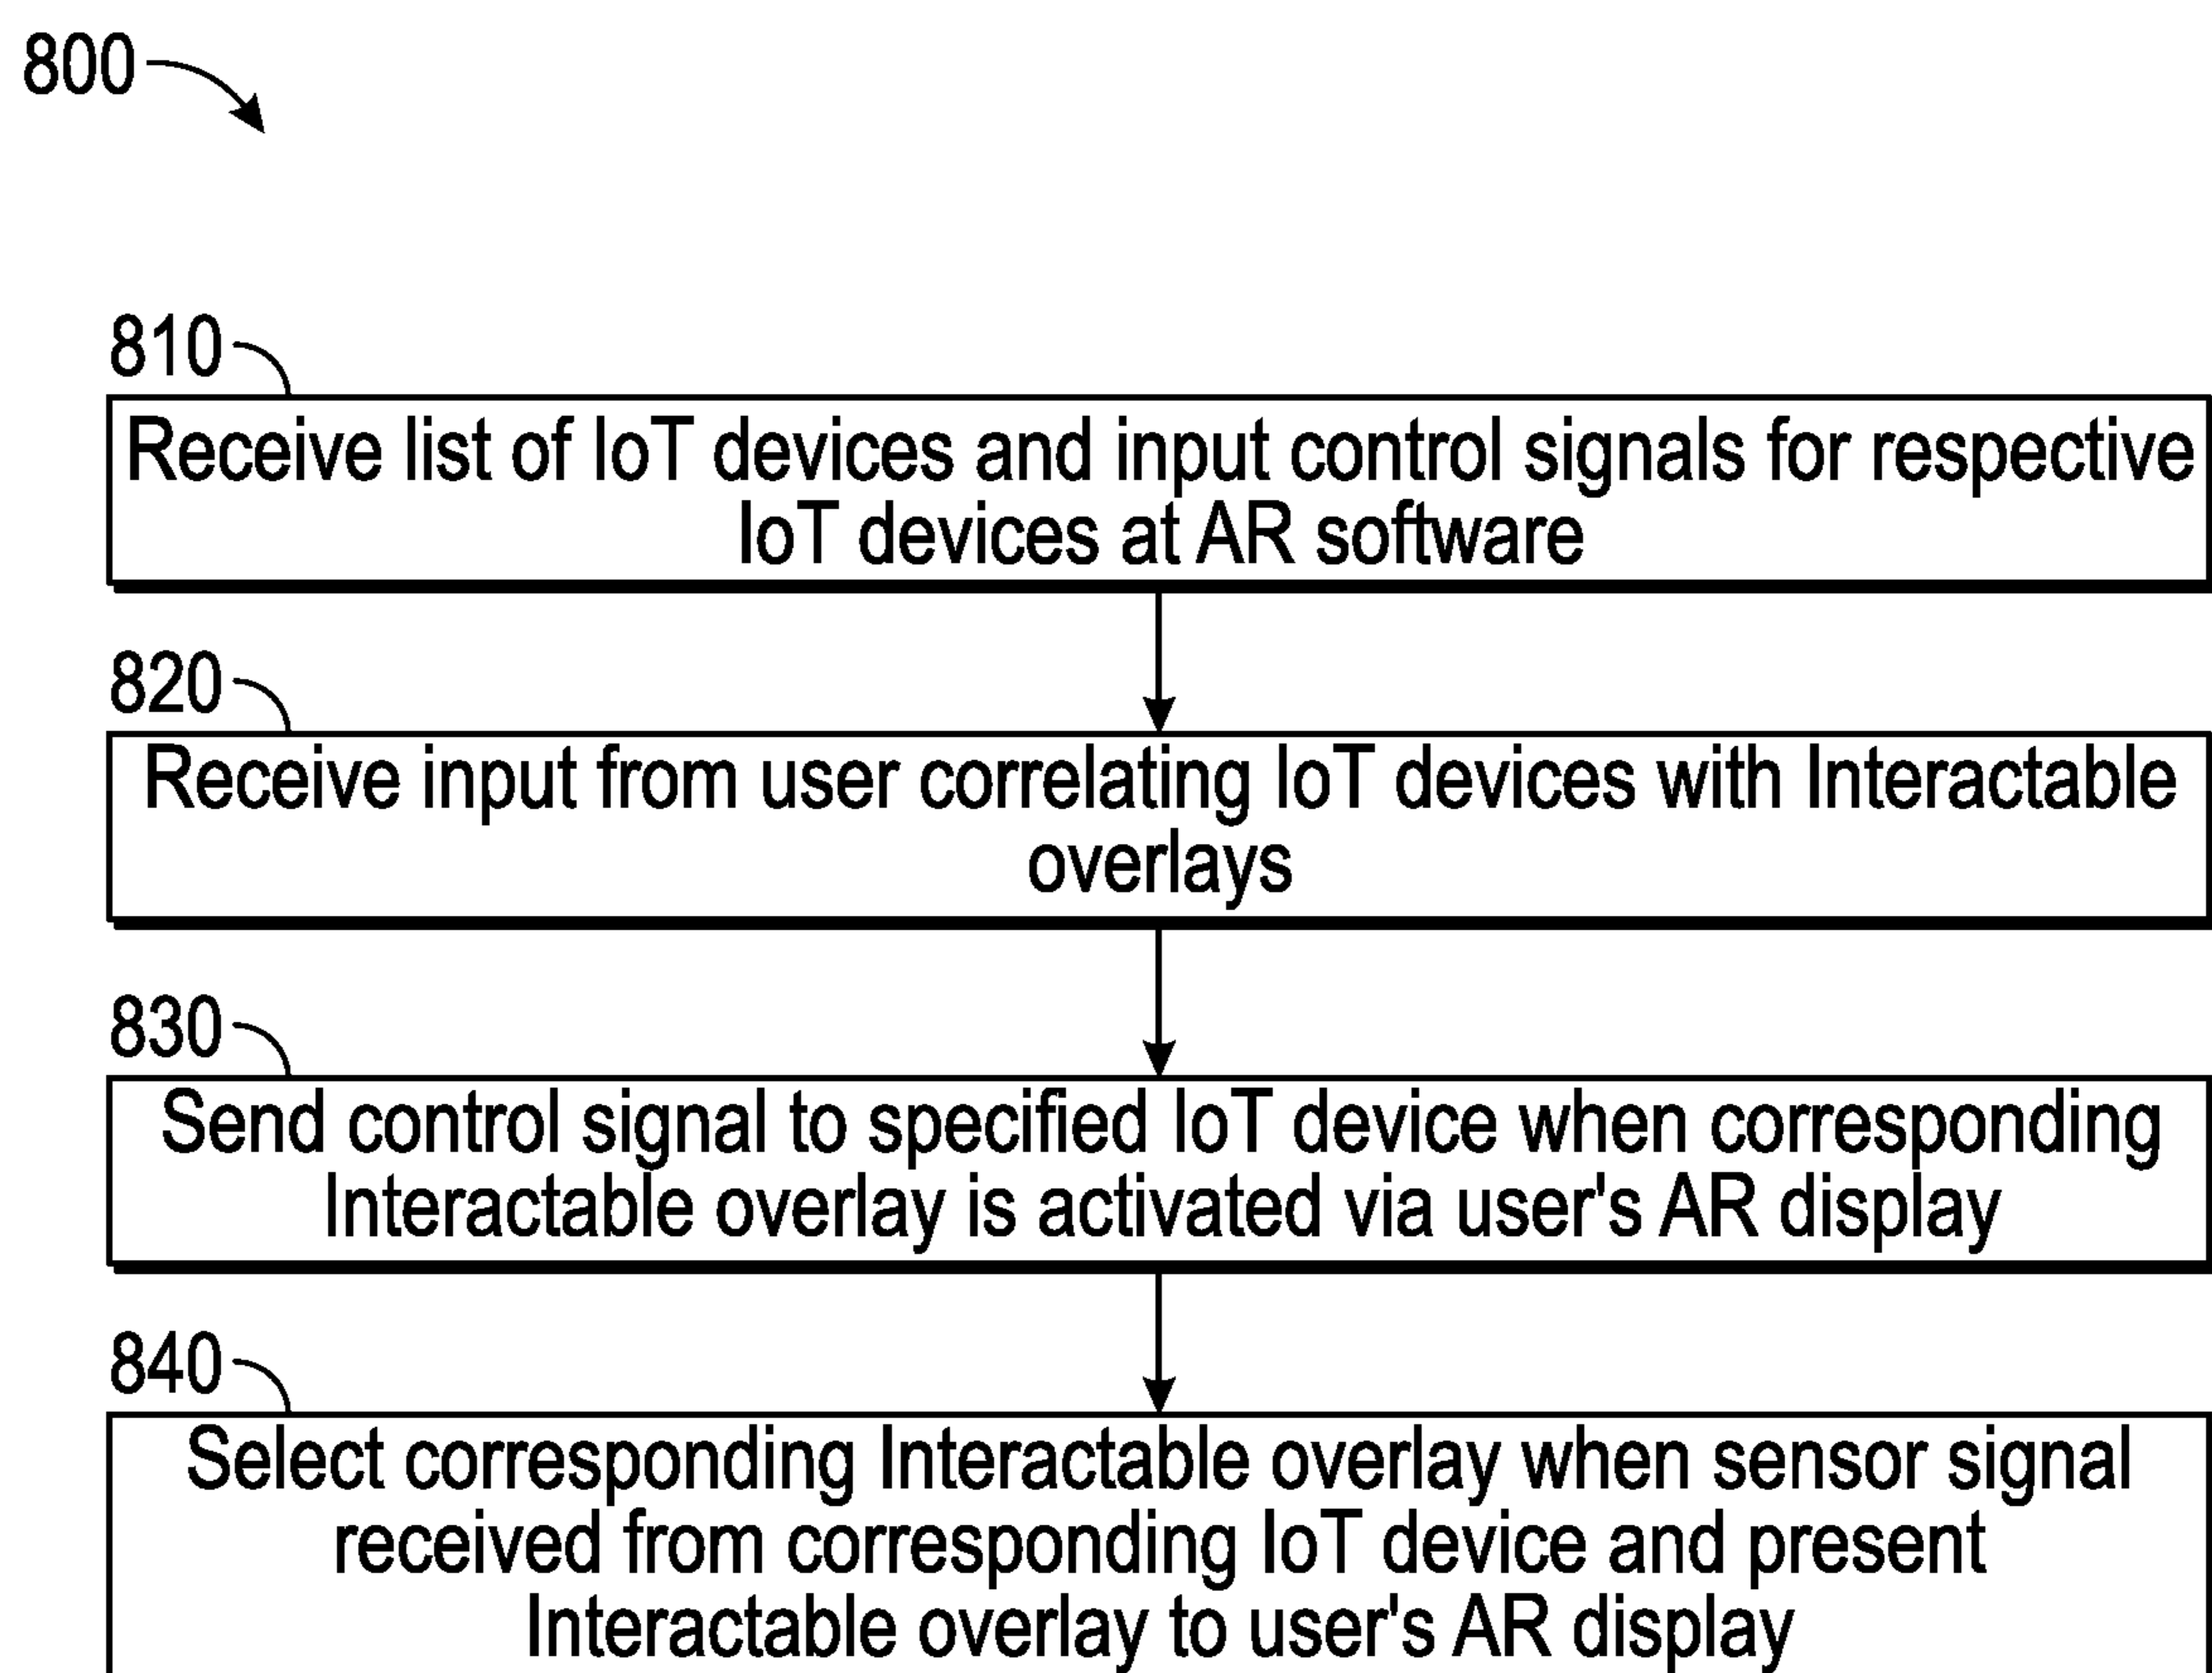 800
810
Receive list of IoT devices and input control signals for respective
IoT devices at AR software
820
Receive input from user correlating IoT devices with Interactable
overlays
830
Send control signal to specified IoT device when corresponding
Interactable overlay is activated via user's AR display
840
Select corresponding Interactable overlay when sensor signal
received from corresponding IoT device and present
Interactable overlay to user's AR display